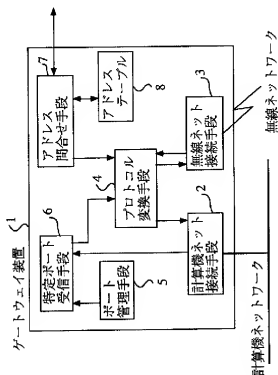 ゲートウェイ装置
1
特定ポート
受信手段
6
ポート
管理手段
5
プロトコル
変換手段
4
アドレス
問合せ手段
7
アドレス
テーブル
8
計算機ネット
接続手段
2
無線ネット
接続手段
3
計算機ネットワーク
無線ネットワーク